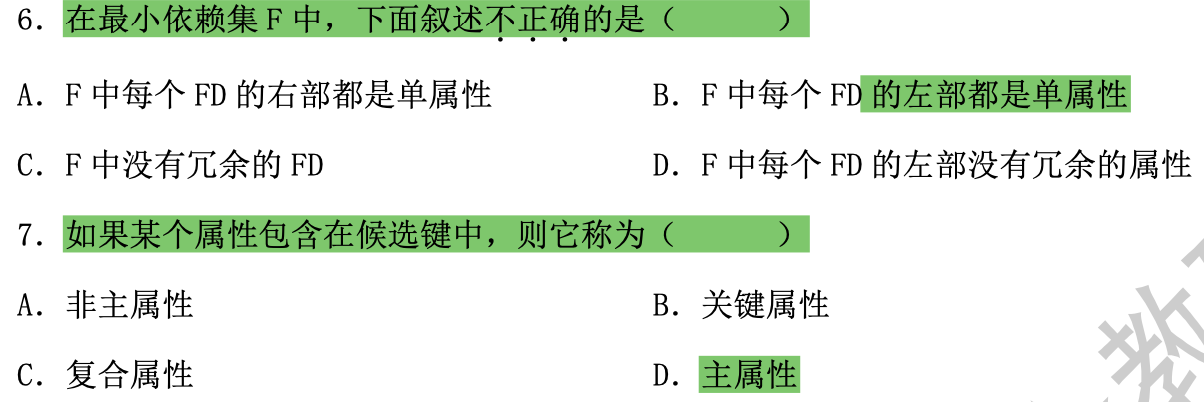 6. 在最小依赖集 F 中，下面叙述不正确的是（ ）
A. F 中每个 FD 的右部都是单属性 B. F 中每个 FD 的左部都是单属性
C. F 中没有冗余的 FD D. F 中每个 FD 的左部没有冗余的属性
7. 如果某个属性包含在候选键中，则它称为（ ）
A. 非主属性 B. 关键属性
C. 复合属性 D. 主属性
教